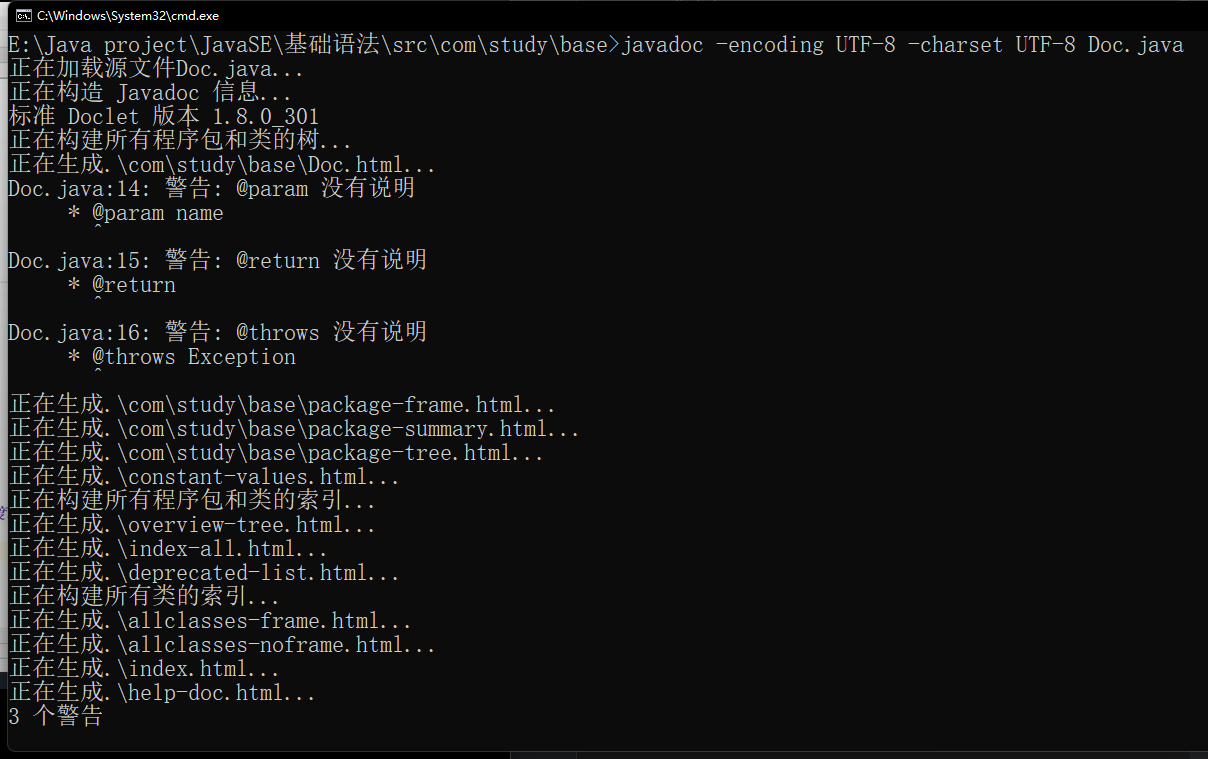 C:\Windows\System32\cmd.exe
E:\Java project\JavaSE\基础语法\src\com\study\base>javadoc -encoding UTF-8 -charset UTF-8 Doc.java
正在加载源文件Doc.java...
正在构造 Javadoc 信息...
标准 Doclet 版本 1.8.0_301
正在构建所有程序包和类的树...
正在生成.\com\study\base\Doc.html...
Doc.java:14: 警告: @param 没有说明
* @param name
^
Doc.java:15: 警告: @return 没有说明
* @return
^
Doc.java:16: 警告: @throws 没有说明
* @throws Exception
^
正在生成.\com\study\base\package-frame.html...
正在生成.\com\study\base\package-summary.html...
正在生成.\com\study\base\package-tree.html...
正在生成.\constant-values.html...
正在构建所有程序包和类的索引...
正在生成.\overview-tree.html...
正在生成.\index-all.html...
正在生成.\deprecated-list.html...
正在构建所有类的索引...
正在生成.\allclasses-frame.html...
正在生成.\allclasses-noframe.html...
正在生成.\index.html...
正在生成.\help-doc.html...
3 个警告